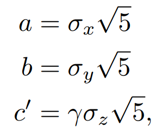 a = σ_x√5
b = σ_y√5
c′ = γσ_z√5,